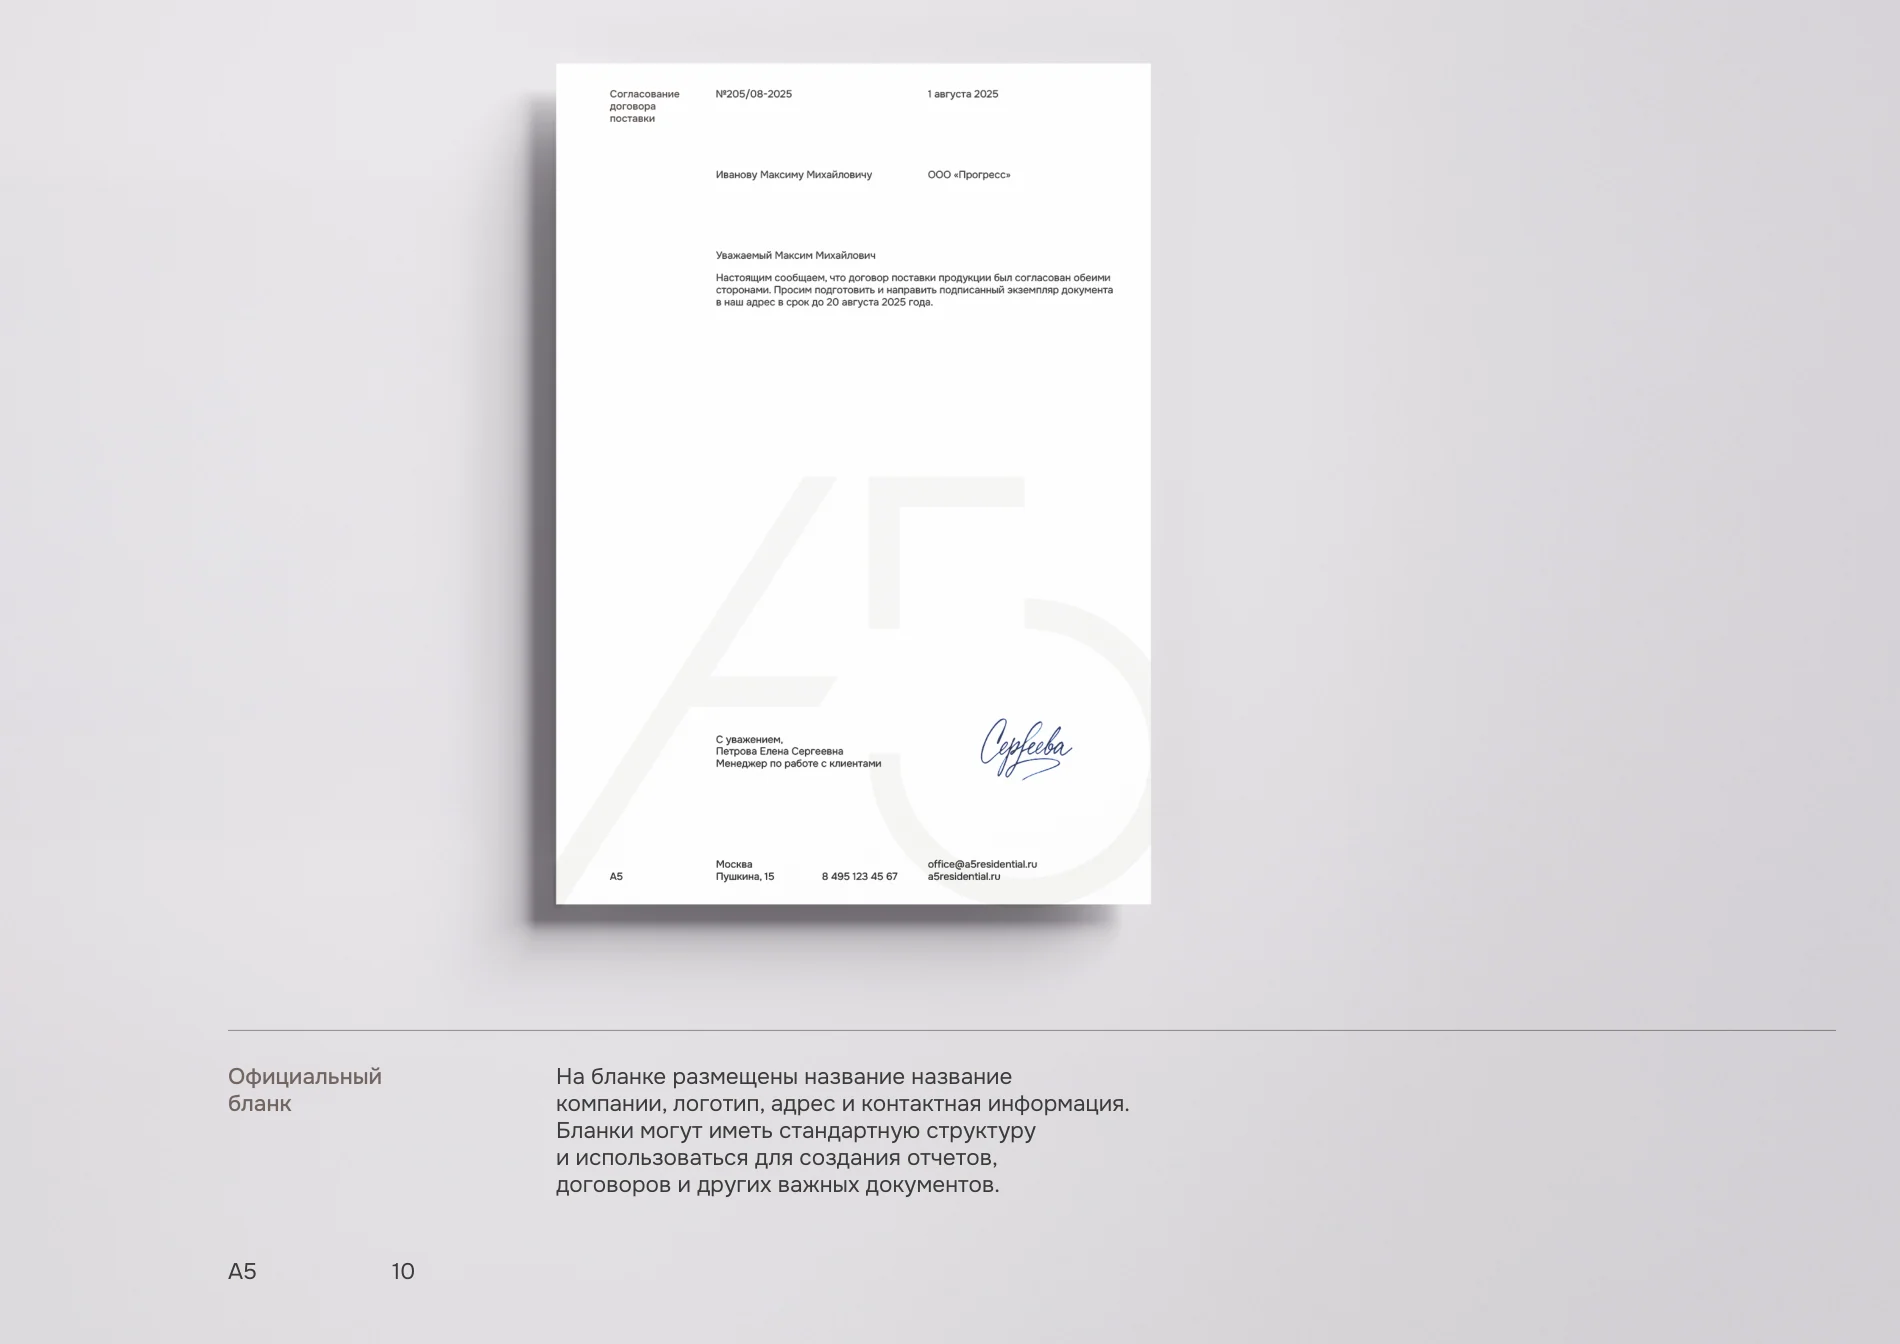 Согласование
договора
поставки
№205/08-2025
1 августа 2025
Иванову Максиму Михайловичу
ООО «Прогресс»
Уважаемый Максим Михайлович
Настоящим сообщаем, что договор поставки продукции был согласован обеими
сторонами. Просим подготовить и направить подписанный экземпляр документа
в наш адрес в срок до 20 августа 2025 года.
A5
С уважением,
Петрова Елена Сергеевна
Менеджер по работе с клиентами
Сергеева
A5
Москва
Пушкина, 15
8 495 123 45 67
office@a5residential.ru
a5residential.ru
Официальный
бланк
На бланке размещены название название
компании, логотип, адрес и контактная информация.
Бланки могут иметь стандартную структуру
и использоваться для создания отчетов,
договоров и других важных документов.
A5
10